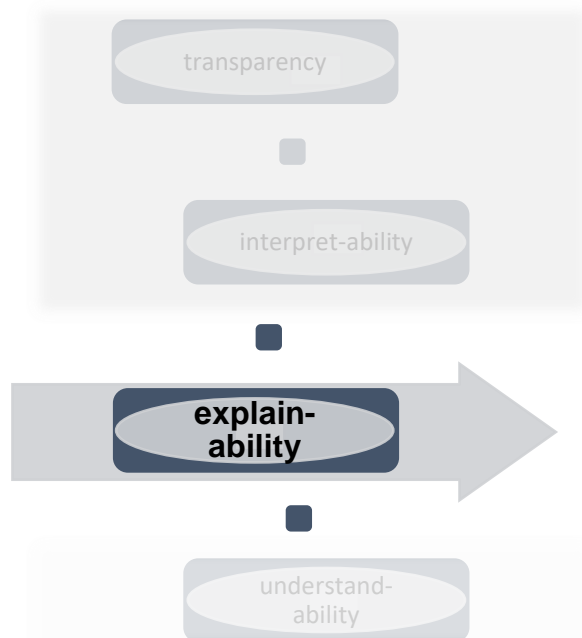 transparency
interpret-ability
explain-
ability
understand-
ability